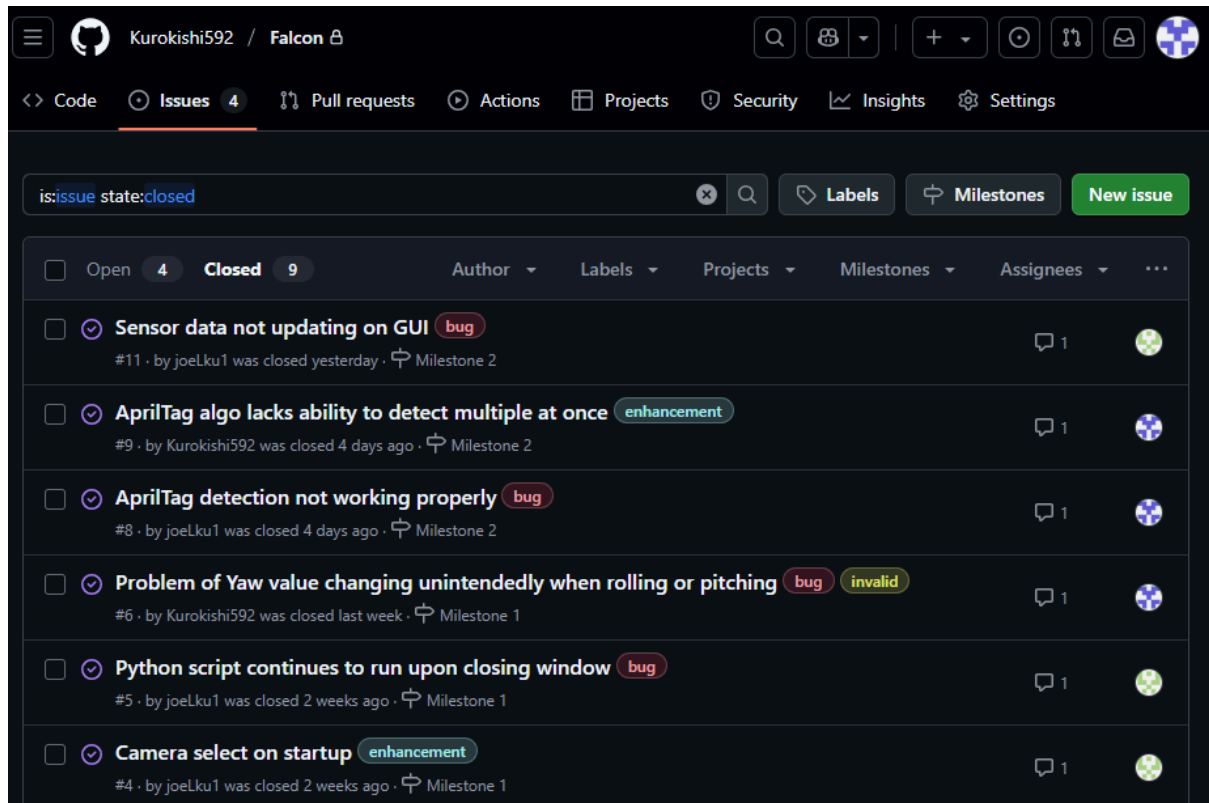 Kurokishi592 / Falcon
Code Issues 4 Pull requests Actions Projects Security Insights Settings
is:issue state:closed Labels Milestones New issue
Open 4 Closed 9 Author Labels Projects Milestones Assignees
Sensor data not updating on GUI bug
#11 · by joeLku1 was closed yesterday · Milestone 2
1
AprilTag algo lacks ability to detect multiple at once enhancement
#9 · by Kurokishi592 was closed 4 days ago · Milestone 2
1
AprilTag detection not working properly bug
#8 · by joeLku1 was closed 4 days ago · Milestone 2
1
Problem of Yaw value changing unintendedly when rolling or pitching bug invalid
#6 · by Kurokishi592 was closed last week · Milestone 1
1
Python script continues to run upon closing window bug
#5 · by joeLku1 was closed 2 weeks ago · Milestone 1
1
Camera select on startup enhancement
#4 · by joeLku1 was closed 2 weeks ago · Milestone 1
1